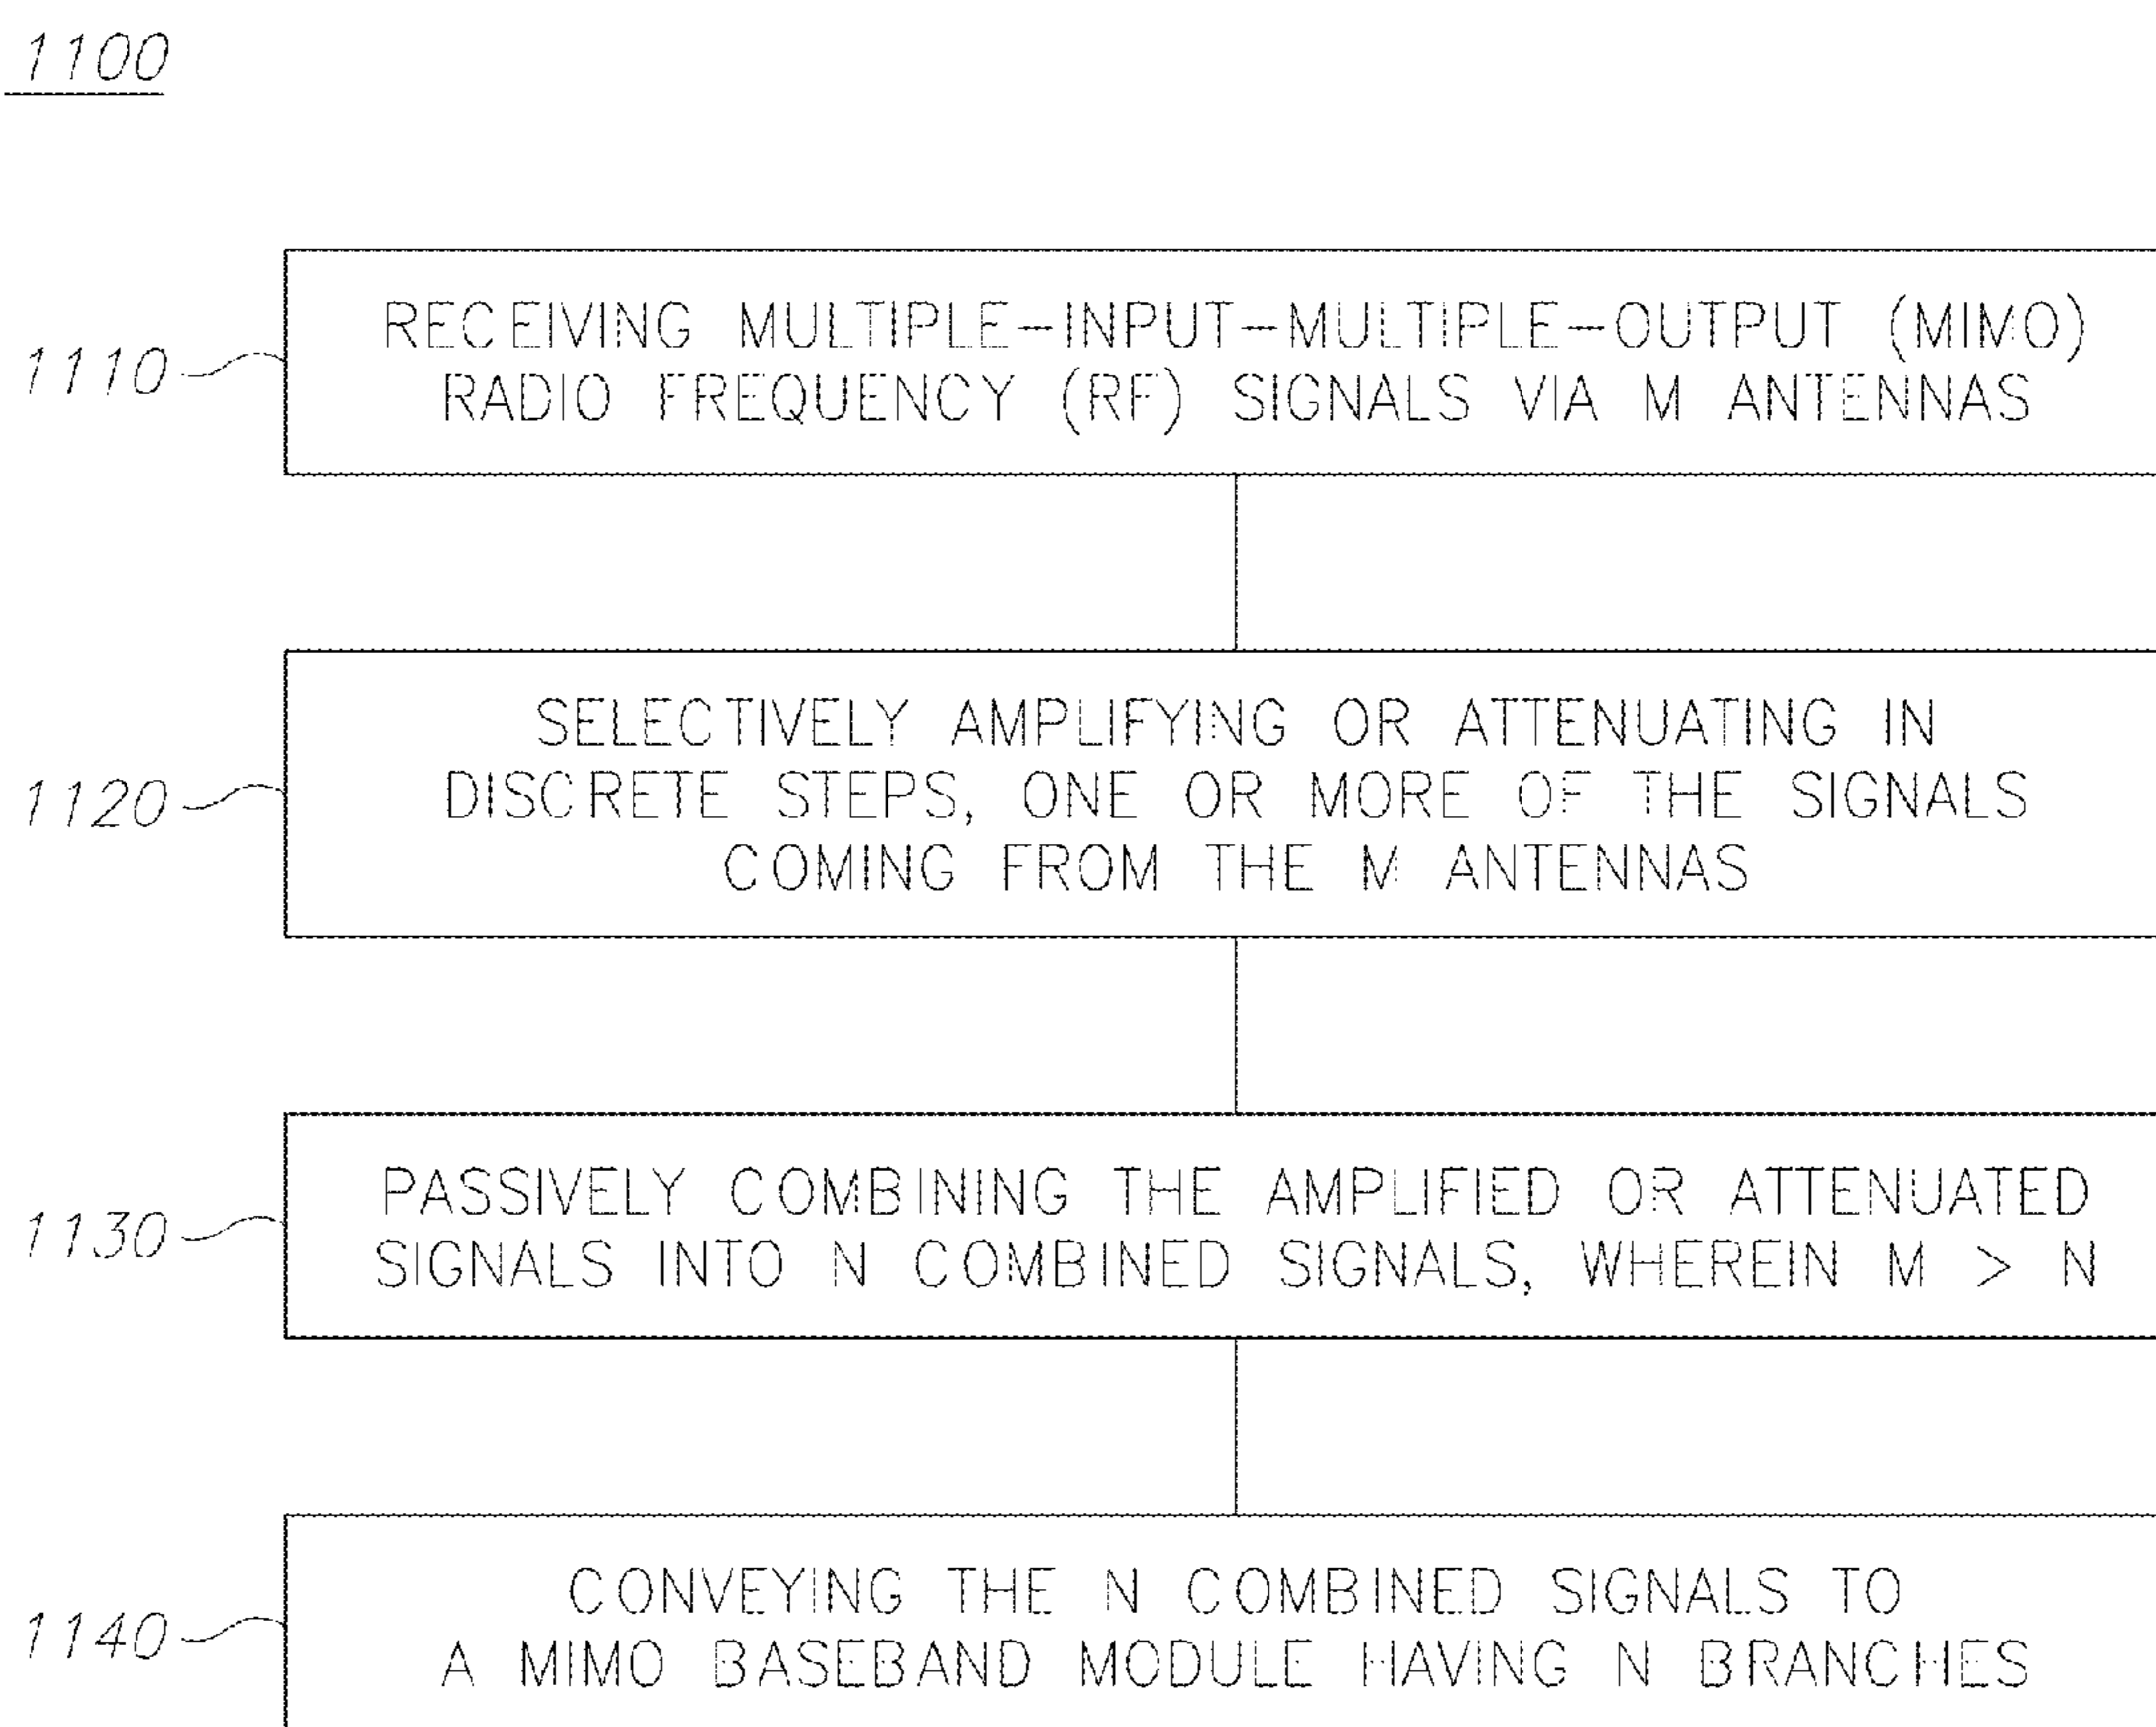 1100
1110
RECEIVING MULTIPLE-INPUT-MULTIPLE-OUTPUT (MIMO)
RADIO FREQUENCY (RF) SIGNALS VIA M ANTENNAS
1120
SELECTIVELY AMPLIFYING OR ATTENUATING IN
DISCRETE STEPS, ONE OR MORE OF THE SIGNALS
COMING FROM THE M ANTENNAS
1130
PASSIVELY COMBINING THE AMPLIFIED OR ATTENUATED
SIGNALS INTO N COMBINED SIGNALS, WHEREIN M > N
1140
CONVEYING THE N COMBINED SIGNALS TO
A MIMO BASEBAND MODULE HAVING N BRANCHES